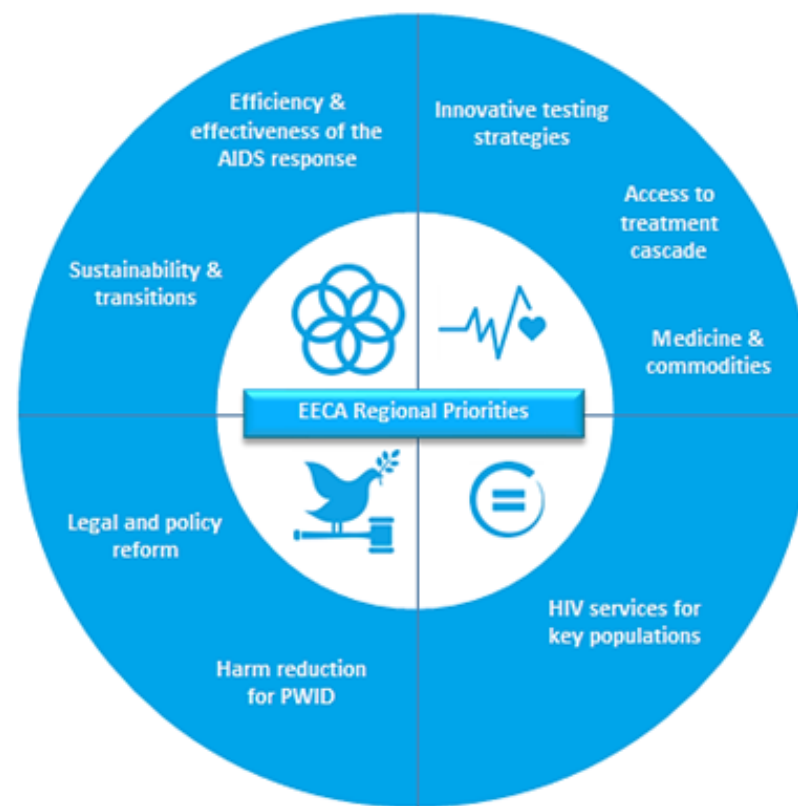 Efficiency &
effectiveness of the
AIDS response
Innovative testing
strategies
Access to
treatment
cascade
Sustainability &
transitions
Medicine &
commodities
EECA Regional Priorities
Legal and policy
reform
HIV services for
key populations
Harm reduction
for PWID